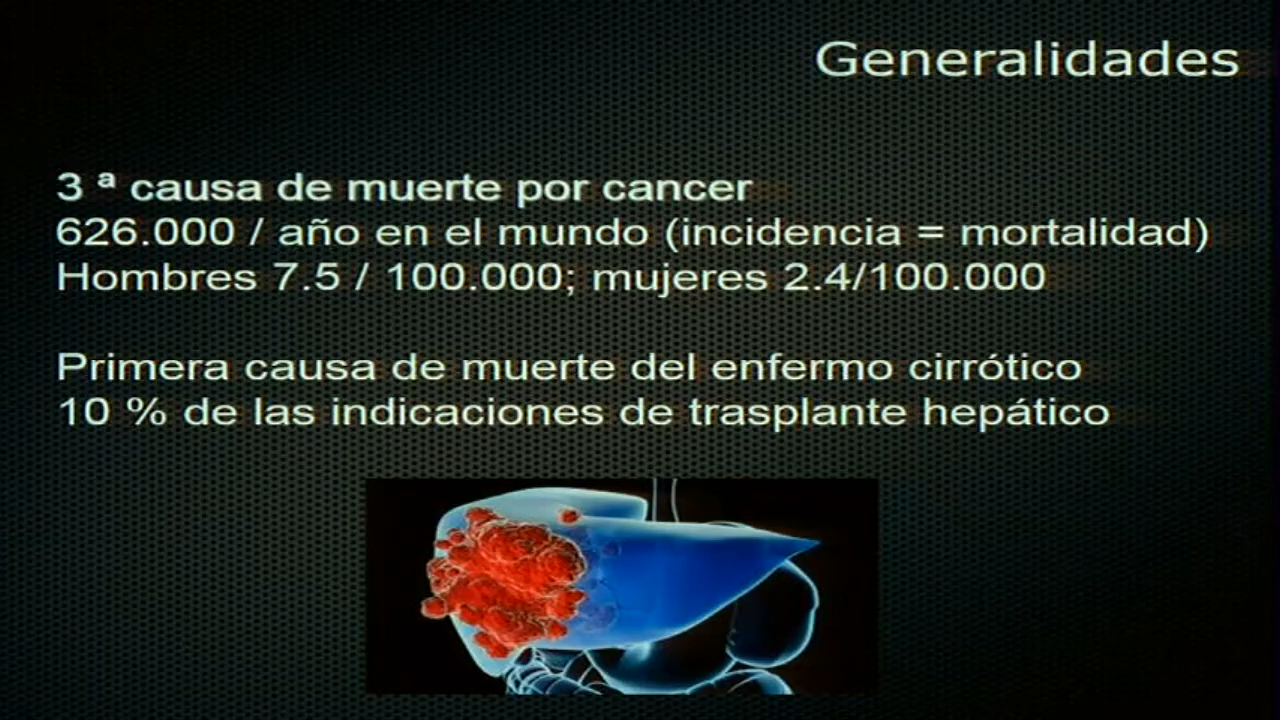 Generalidades
3 ª causa de muerte por cancer
626.000 / año en el mundo (incidencia = mortalidad)
Hombres 7.5 / 100.000; mujeres 2.4/100.000
Primera causa de muerte del enfermo cirrótico
10 % de las indicaciones de trasplante hepático